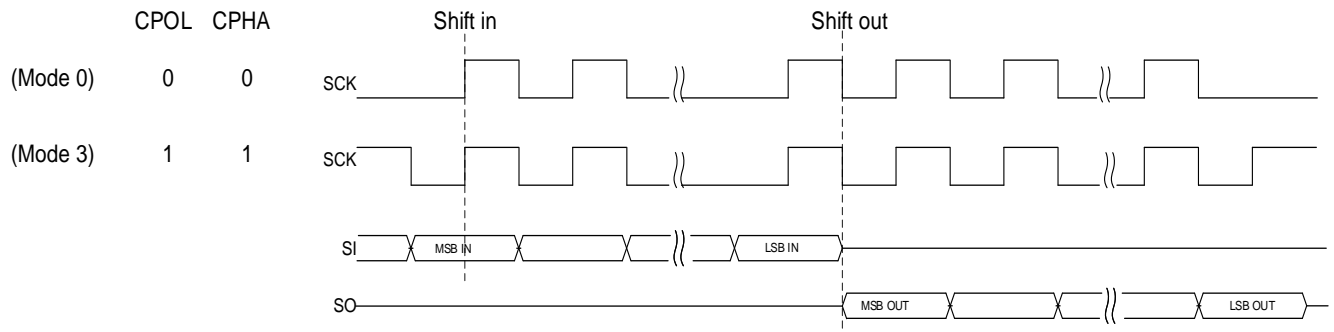 CPOL CPHA Shift in Shift out
(Mode 0) 0 0 SCK
(Mode 3) 1 1 SCK
SI MSB IN LSB IN
SO MSB OUT LSB OUT